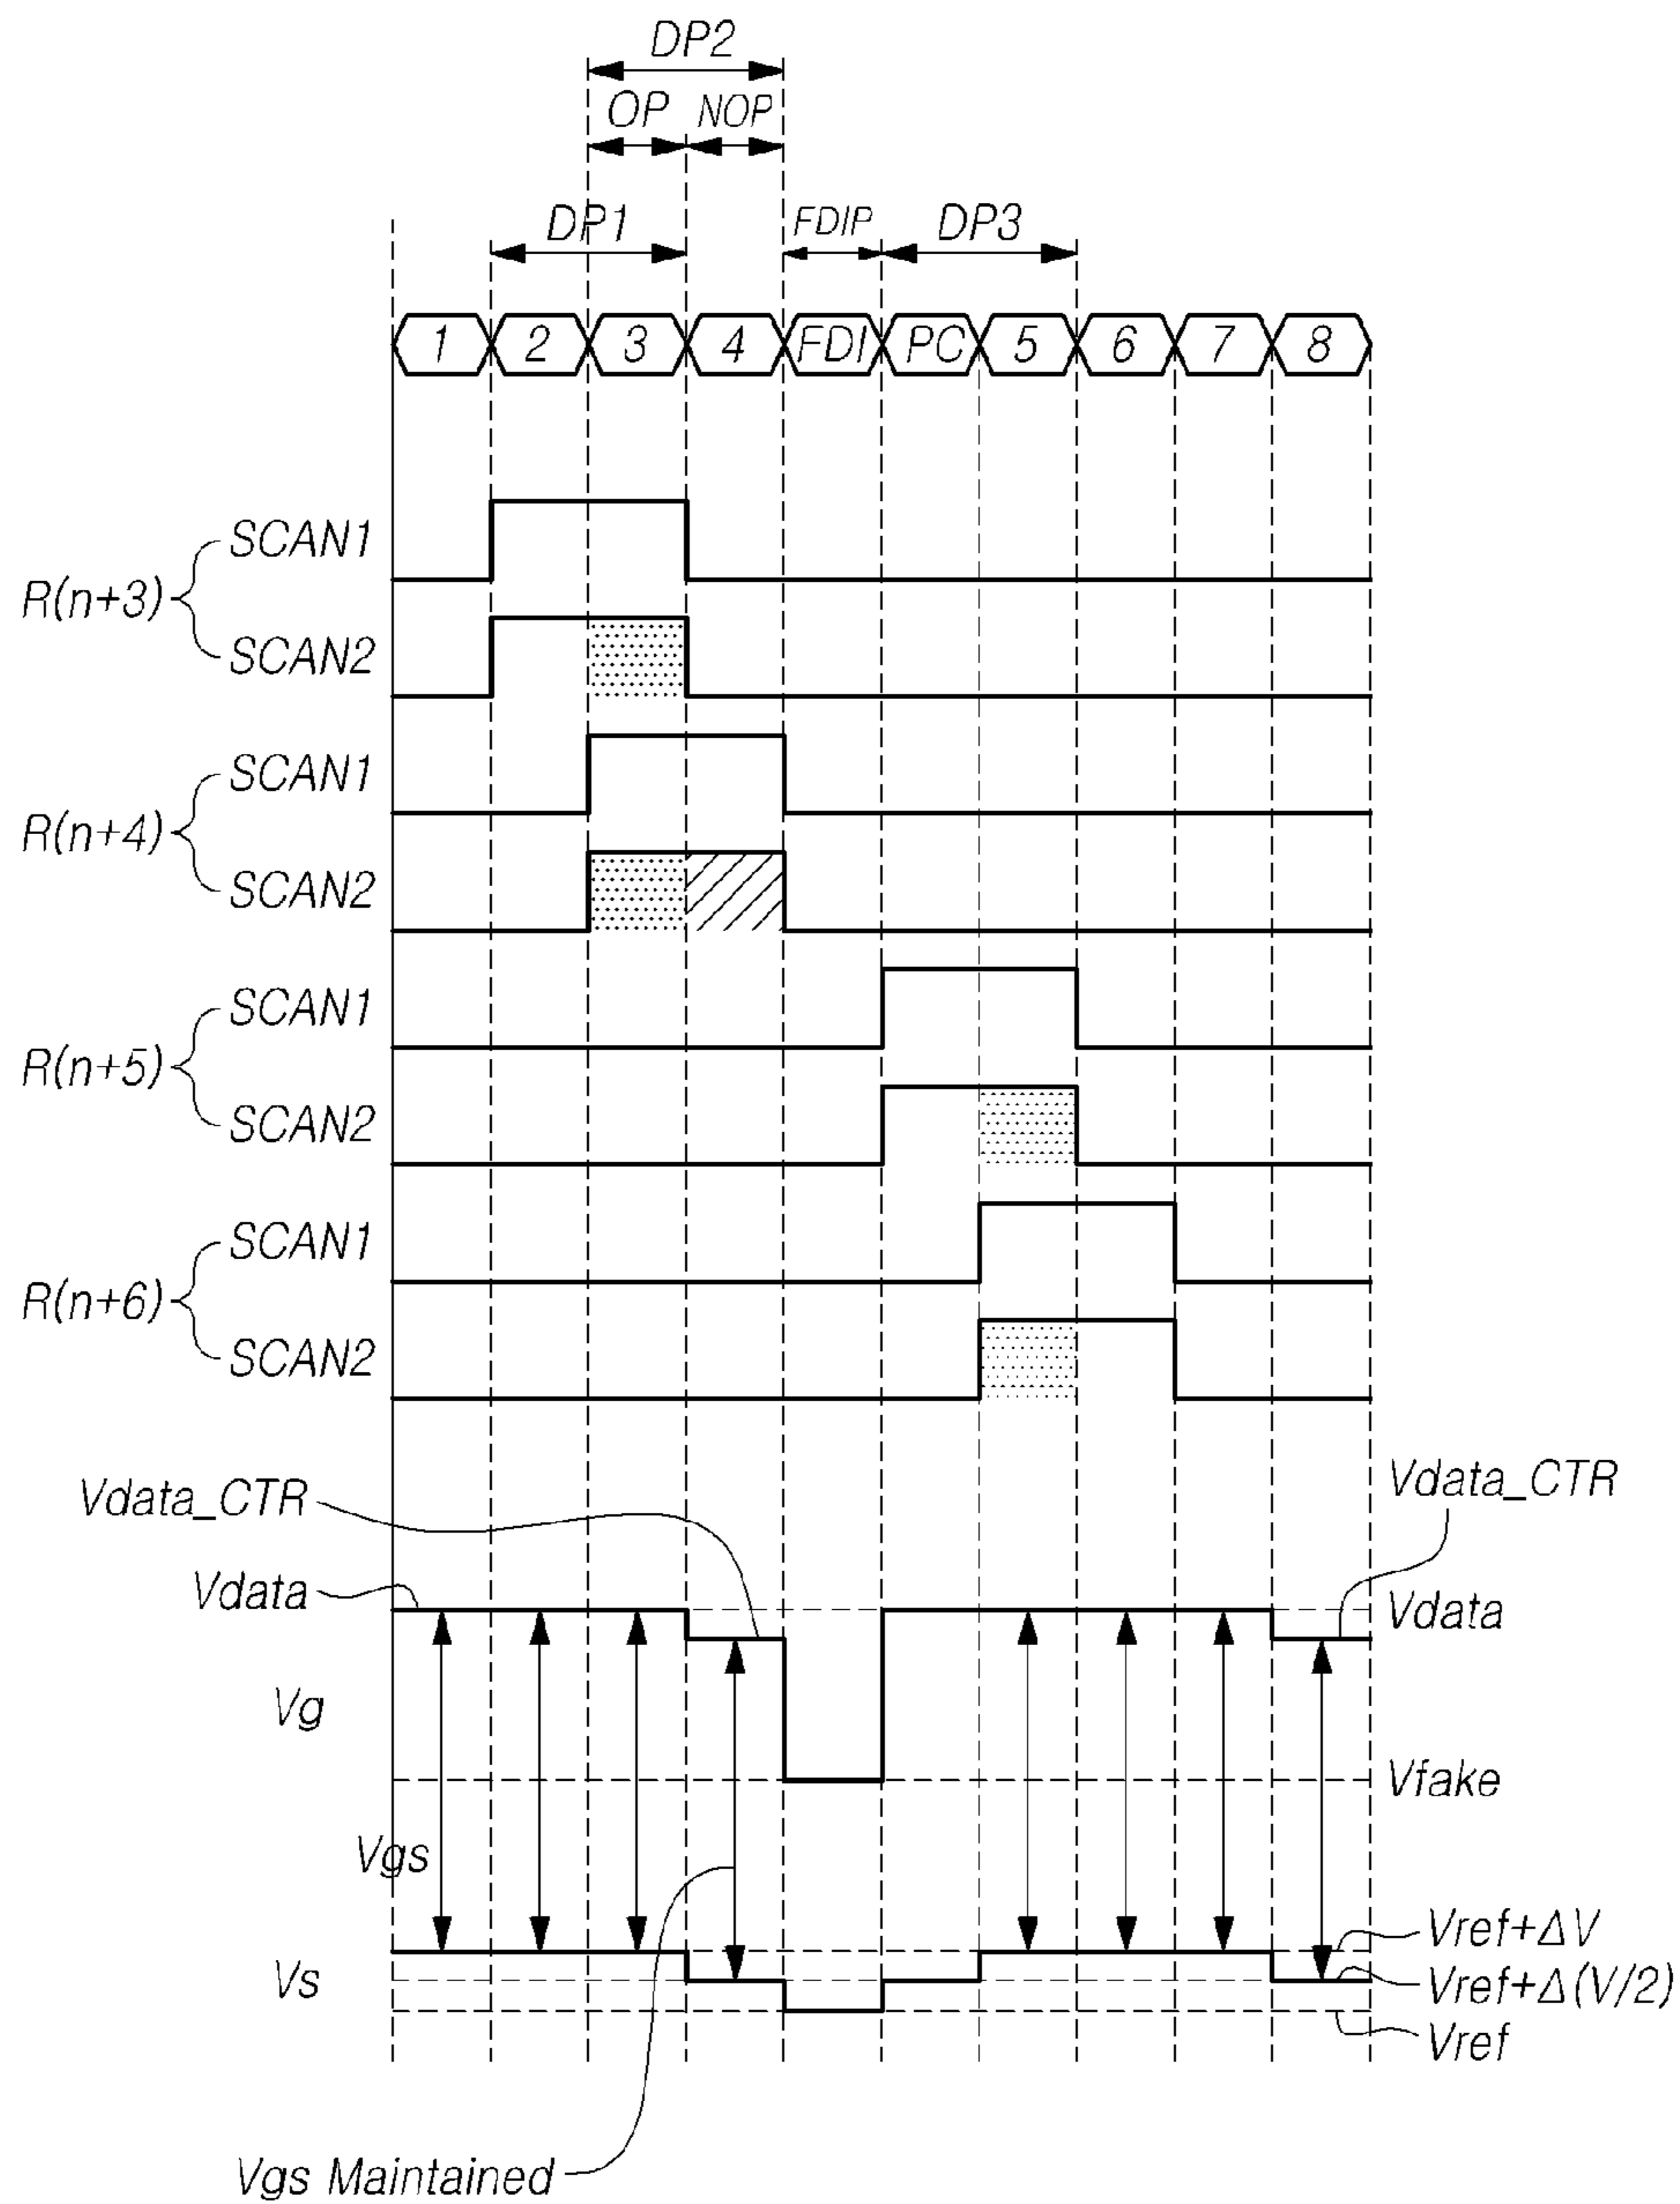 DP2
OP NOP
DP1 FDIP DP3
1 2 3 4 FDI PC 5 6 7 8
SCAN1
R(n+3)
SCAN2
SCAN1
R(n+4)
SCAN2
SCAN1
R(n+5)
SCAN2
SCAN1
R(n+6)
SCAN2
Vdata_CTR
Vdata_CTR
Vdata
Vdata
Vg
Vfake
Vgs
Vref+ΔV
Vs
Vref+Δ(V/2)
Vref
Vgs Maintained